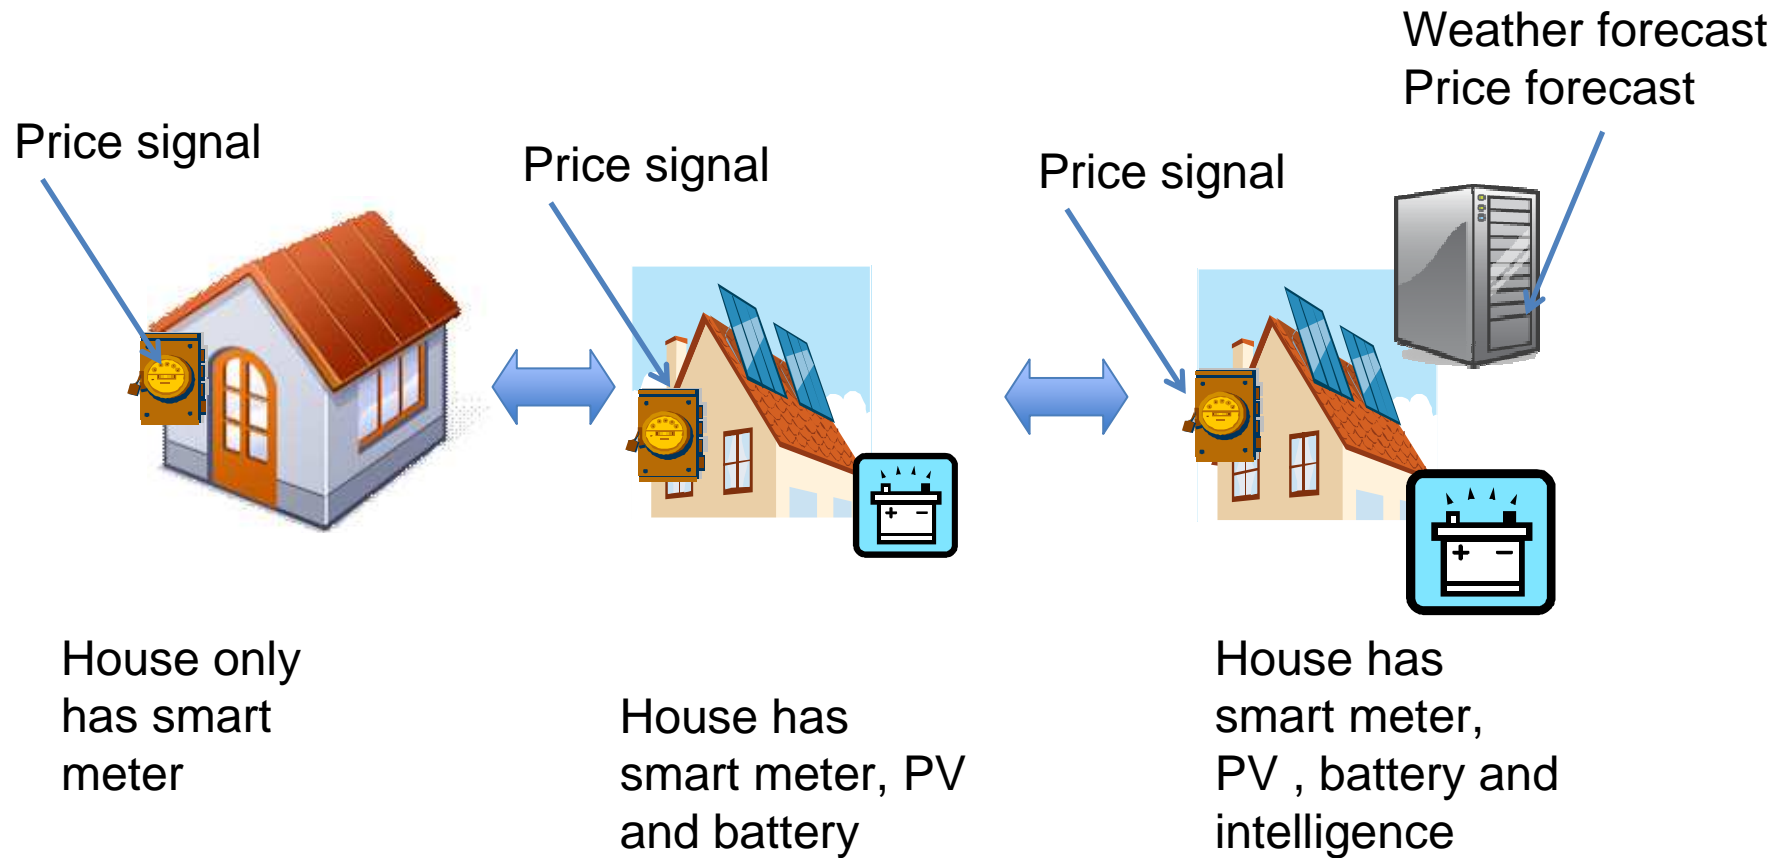 Weather forecast
Price forecast
Price signal
Price signal
Price signal
House only
has smart
meter
House has
smart meter, PV
and battery
House has
smart meter,
PV , battery and
intelligence